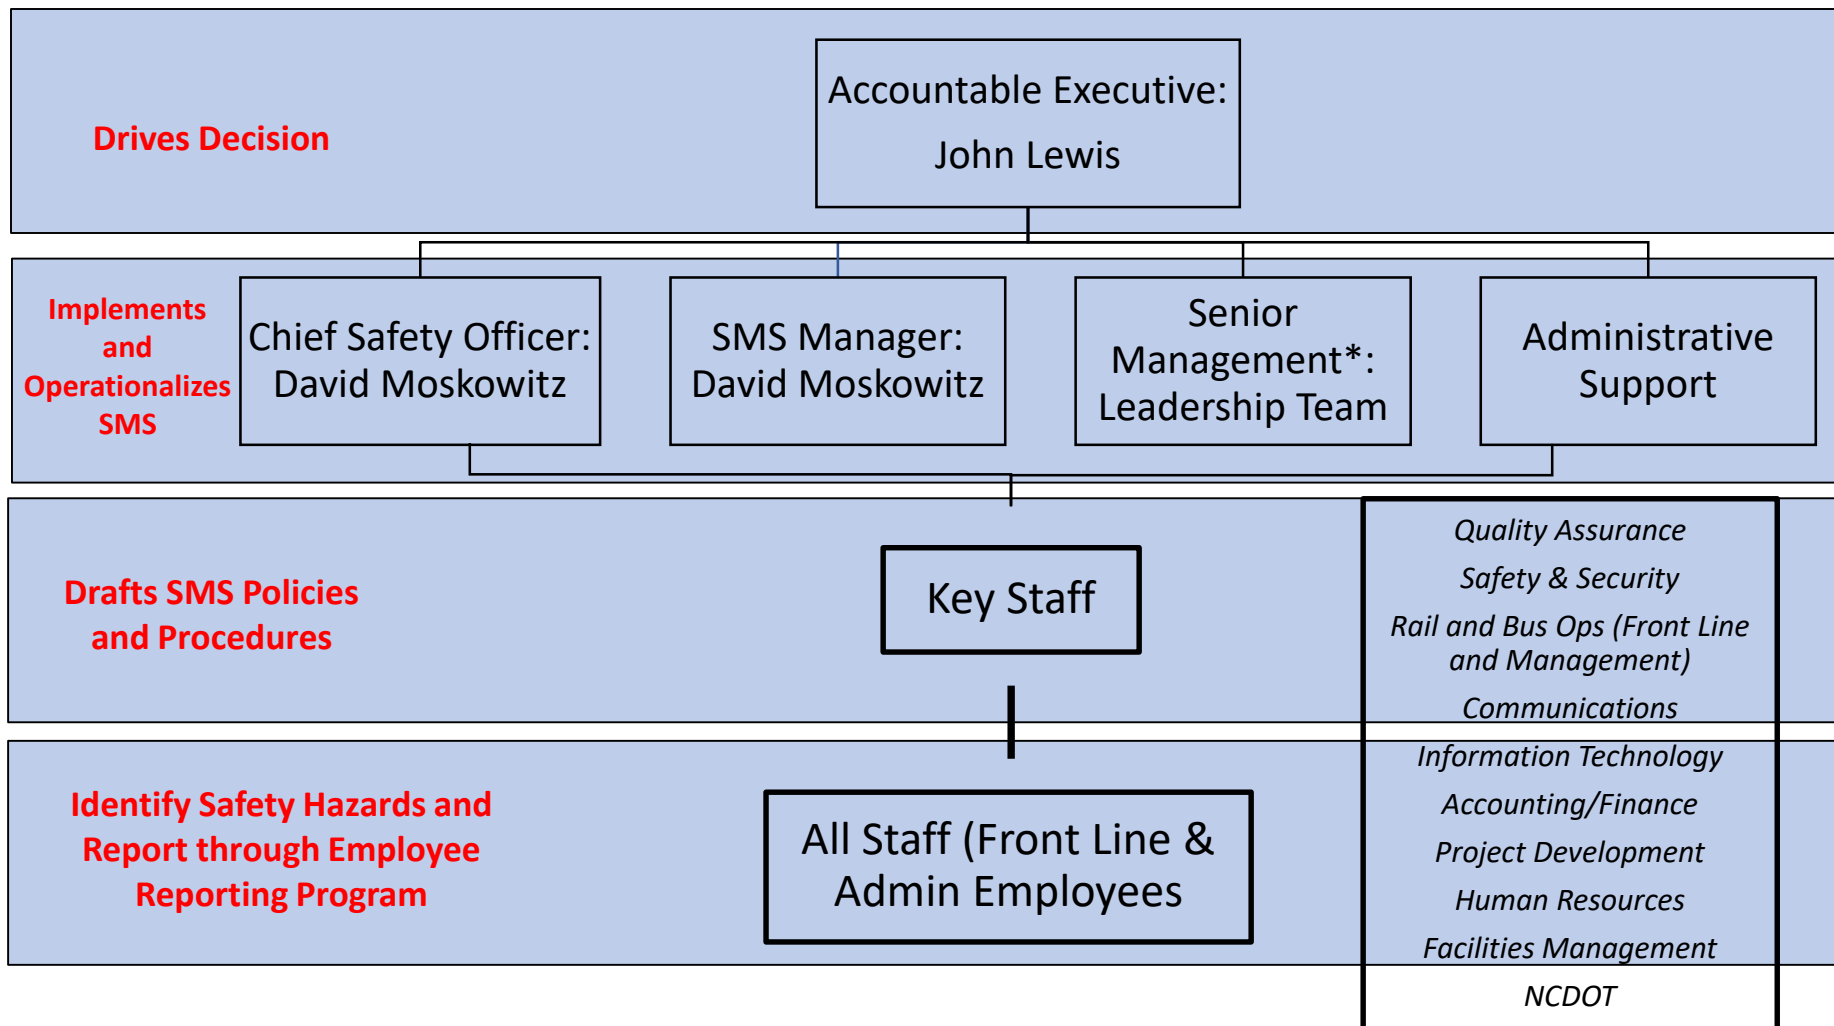 Drives Decision
Accountable Executive:
John Lewis
Implements
and
Operationalizes
SMS
Chief Safety Officer:
David Moskowitz
SMS Manager:
David Moskowitz
Senior
Management*:
Leadership Team
Administrative
Support
Drafts SMS Policies
and Procedures
Key Staff
Identify Safety Hazards and
Report through Employee
Reporting Program
All Staff (Front Line &
Admin Employees
Quality Assurance
Safety & Security
Rail and Bus Ops (Front Line
and Management)
Communications
Information Technology
Accounting/Finance
Project Development
Human Resources
Facilities Management
NCDOT